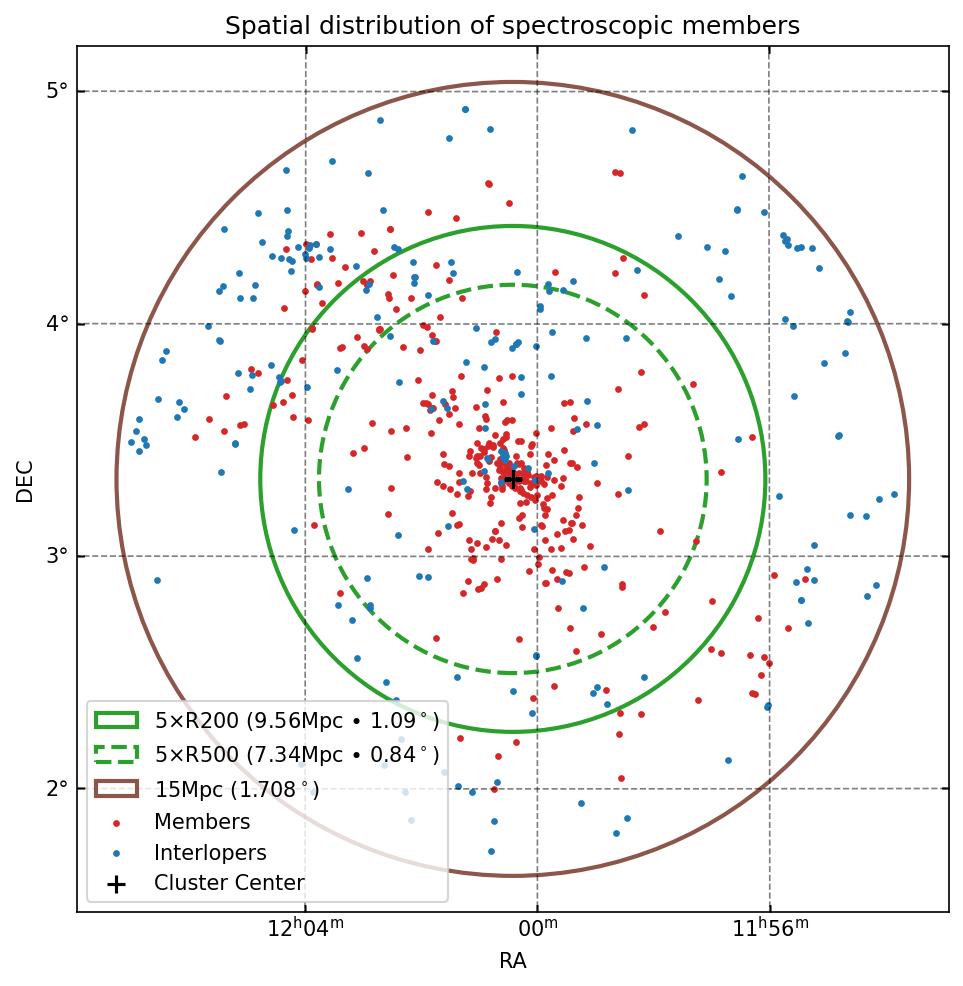 Spatial distribution of spectroscopic members
5°
4°
3°
2°
DEC
5×R200 (9.56Mpc • 1.09°)
5×R500 (7.34Mpc • 0.84°)
15Mpc (1.708°)
Members
Interlopers
Cluster Center
12ʰ04ᵐ
00ᵐ
11ʰ56ᵐ
RA